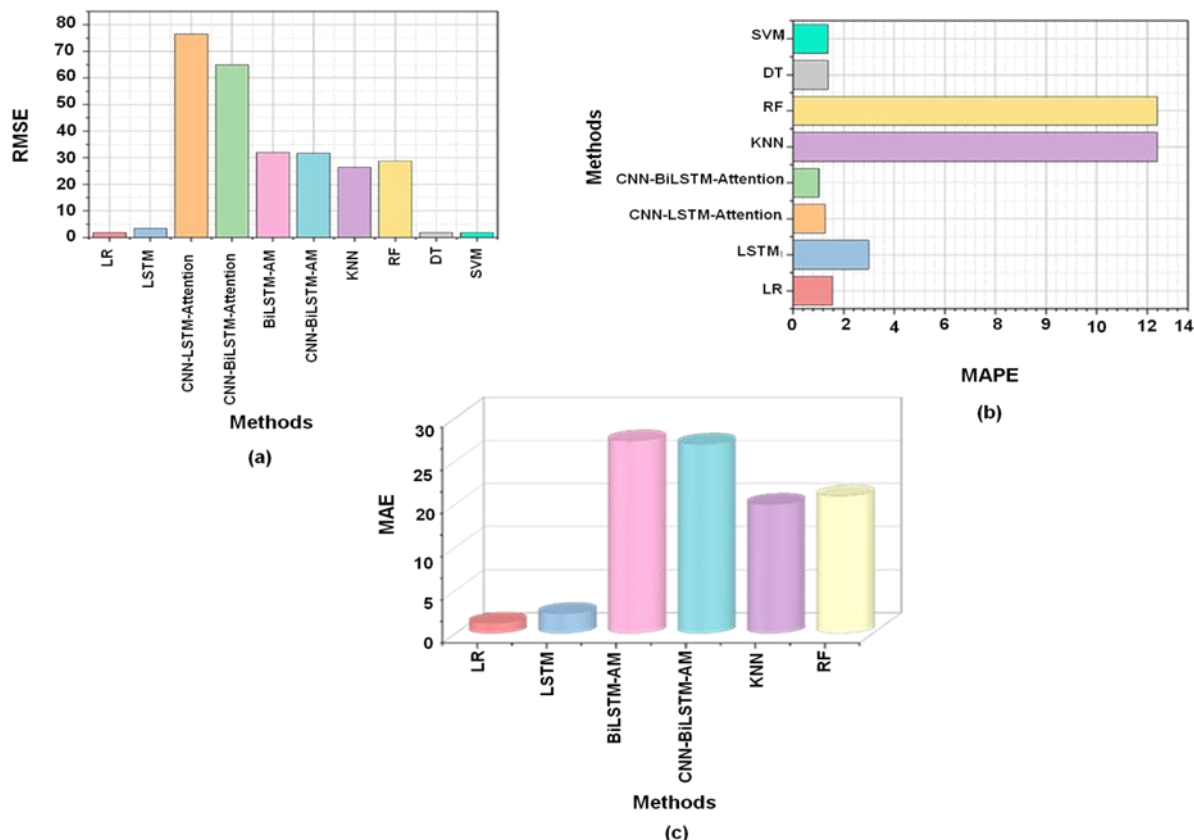 80
70
60
50
40
30
20
10
0
RMSE
LR
LSTM
CNN-LSTM-Attention
CNN-BiLSTM-Attention
BiLSTM-AM
CNN-BiLSTM-AM
KNN
RF
DT
SVM
Methods
(a)
Methods
SVM
DT
RF
KNN
CNN-BiLSTM-Attention
CNN-LSTM-Attention
LSTM
LR
0 2 4 6 7 9 10 12 14
MAPE
(b)
30
25
20
10
5
0
MAE
LR
LSTM
BiLSTM-AM
CNN-BiLSTM-AM
KNN
RF
Methods
(c)